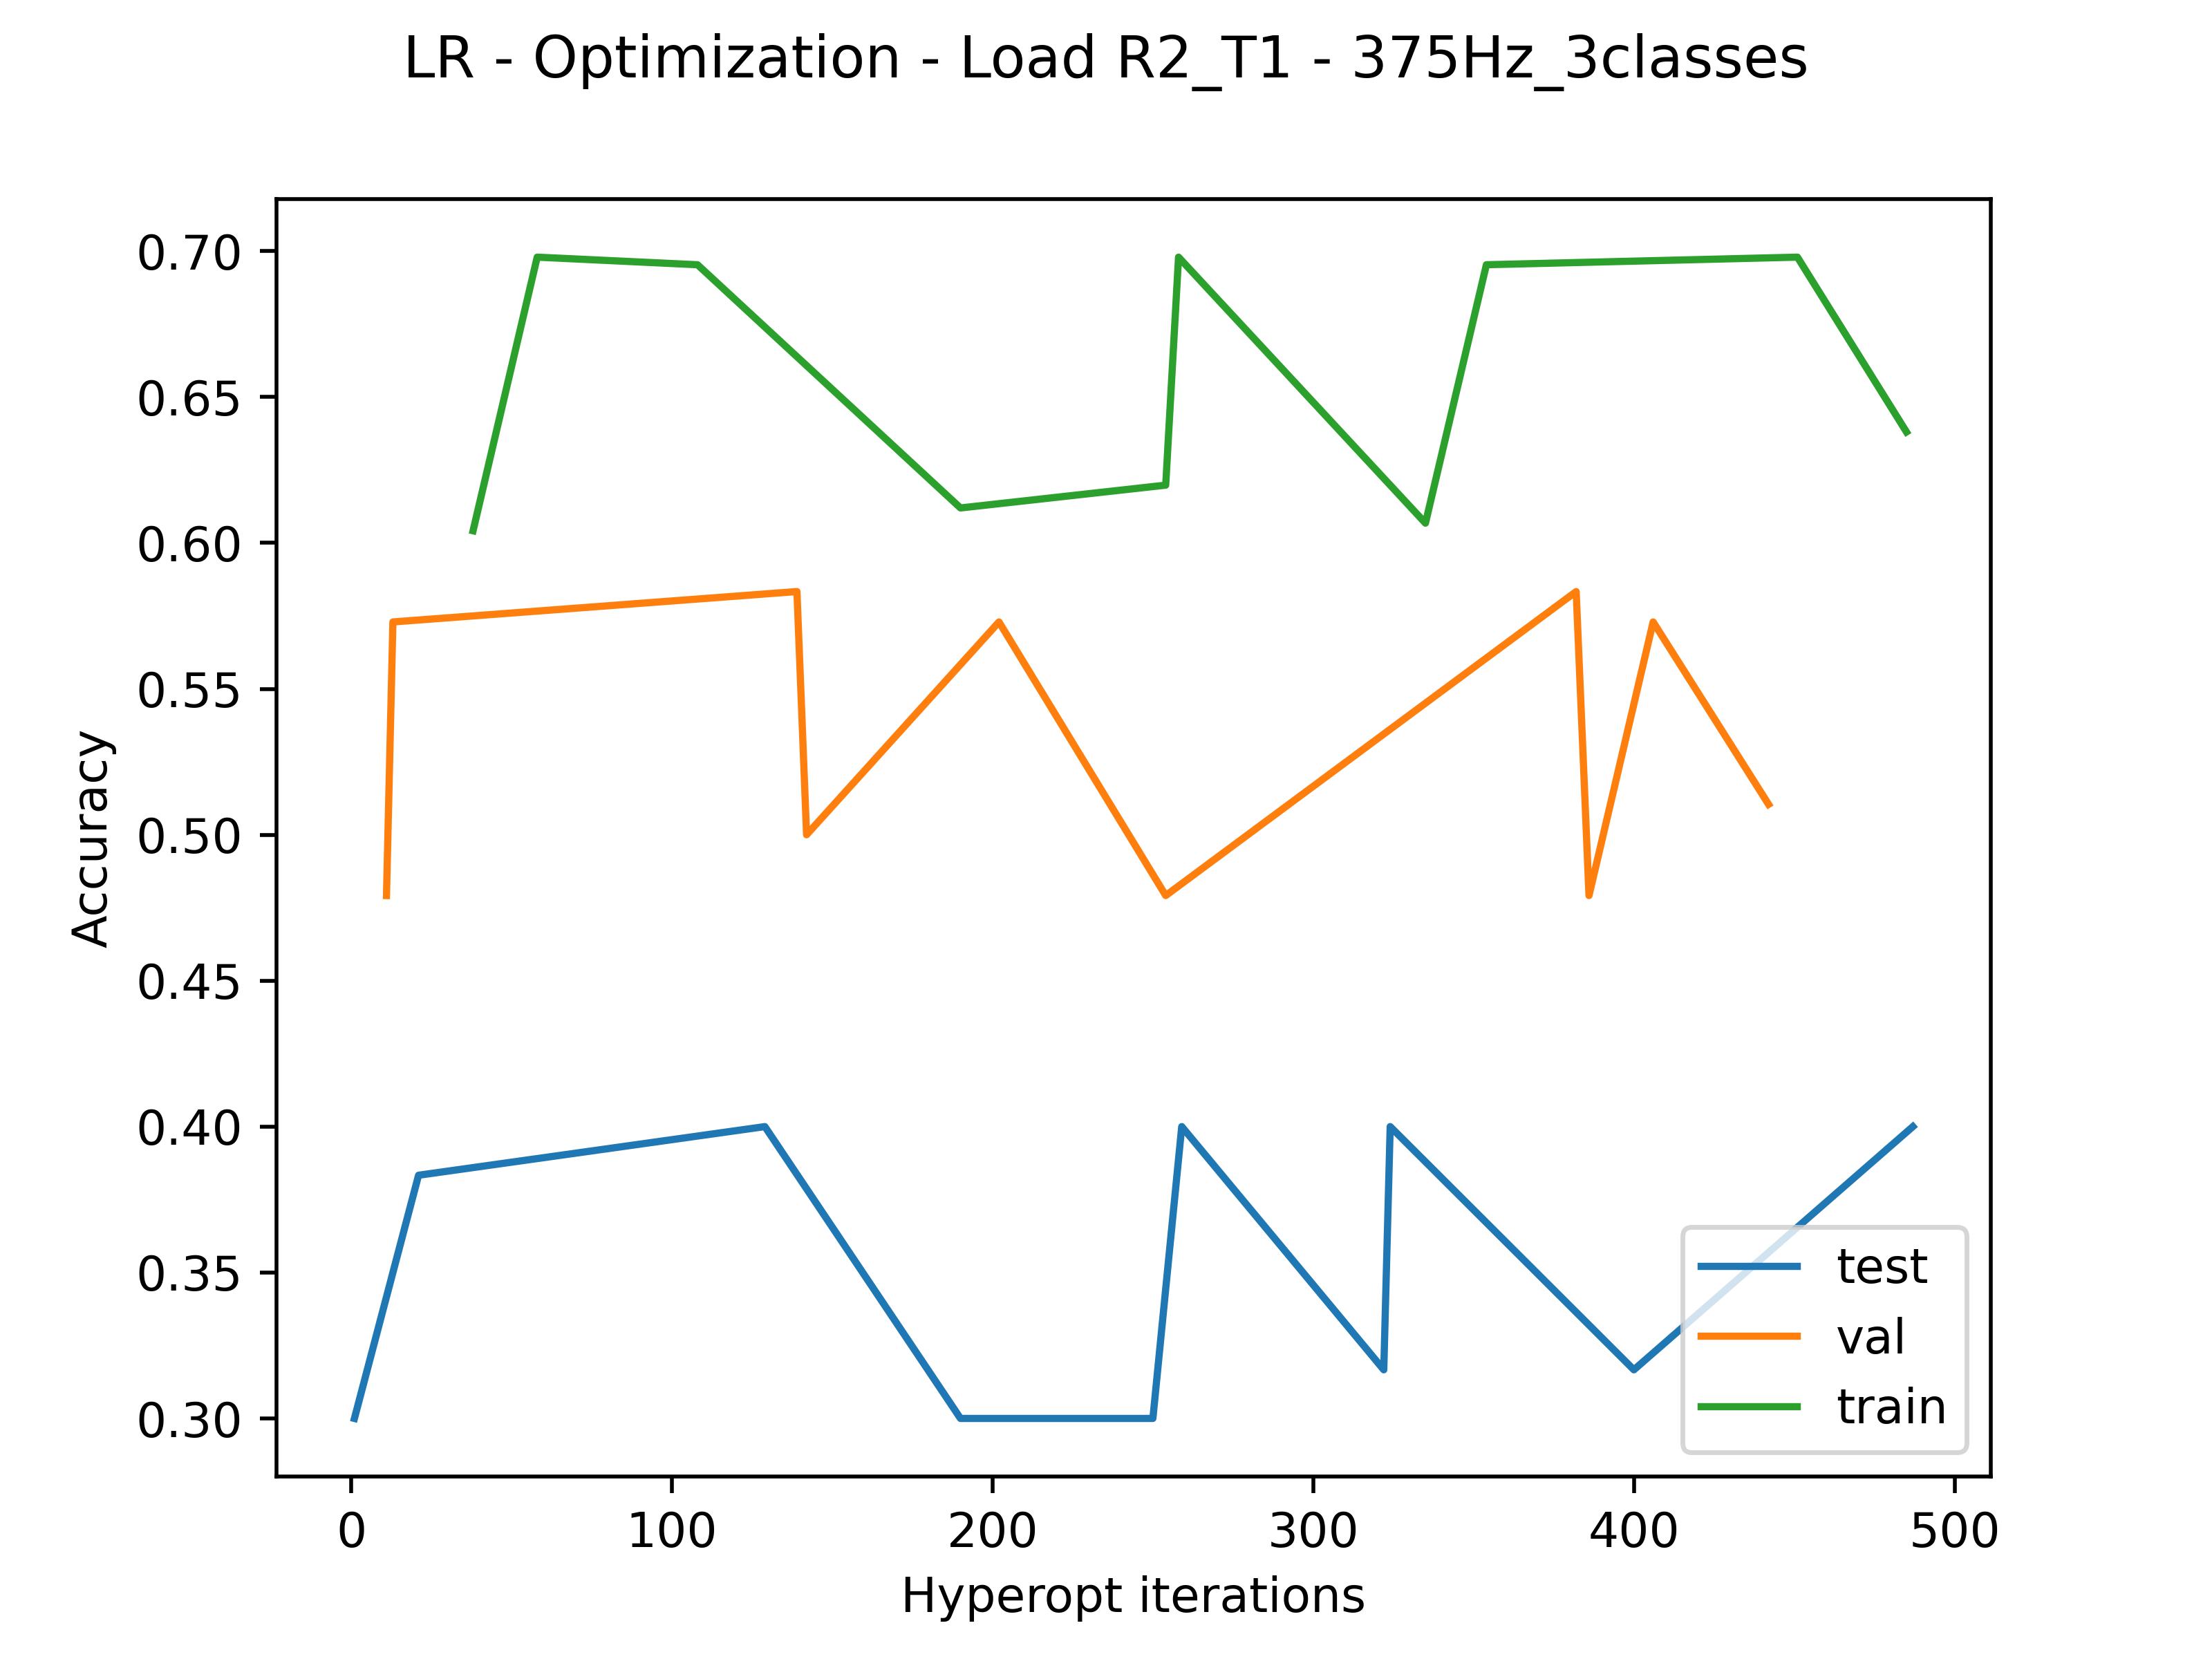 LR - Optimization - Load R2_T1 - 375Hz_3classes
0.70
0.65
0.60
0.55
0.50
0.45
0.40
0.35
0.30
Accuracy
test
val
train
0 100 200 300 400 500
Hyperopt iterations